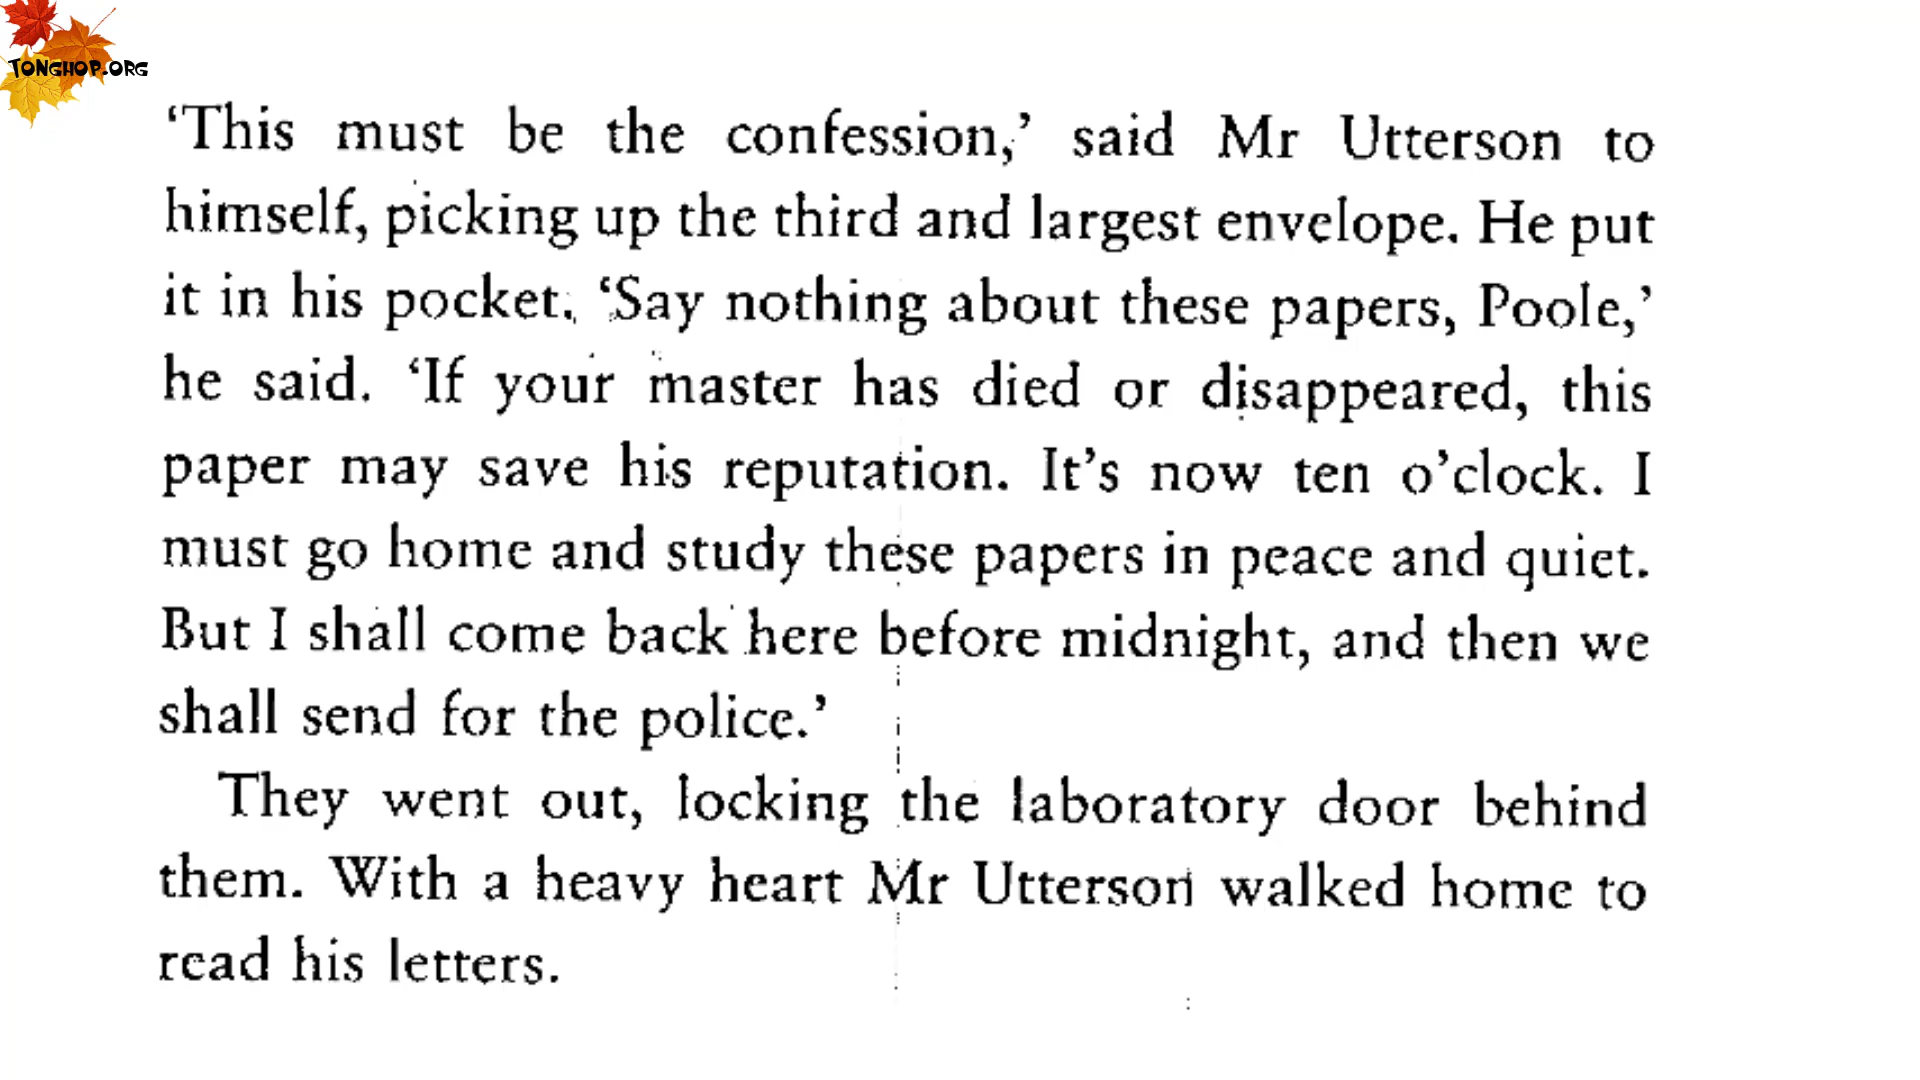 TONGHOP.ORG
‘This must be the confession,’ said Mr Utterson to
himself, picking up the third and largest envelope. He put
it in his pocket. ‘Say nothing about these papers, Poole,’
he said. ‘If your master has died or disappeared, this
paper may save his reputation. It’s now ten o’clock. I
must go home and study these papers in peace and quiet.
But I shall come back here before midnight, and then we
shall send for the police.’
They went out, locking the laboratory door behind
them. With a heavy heart Mr Utterson walked home to
read his letters.